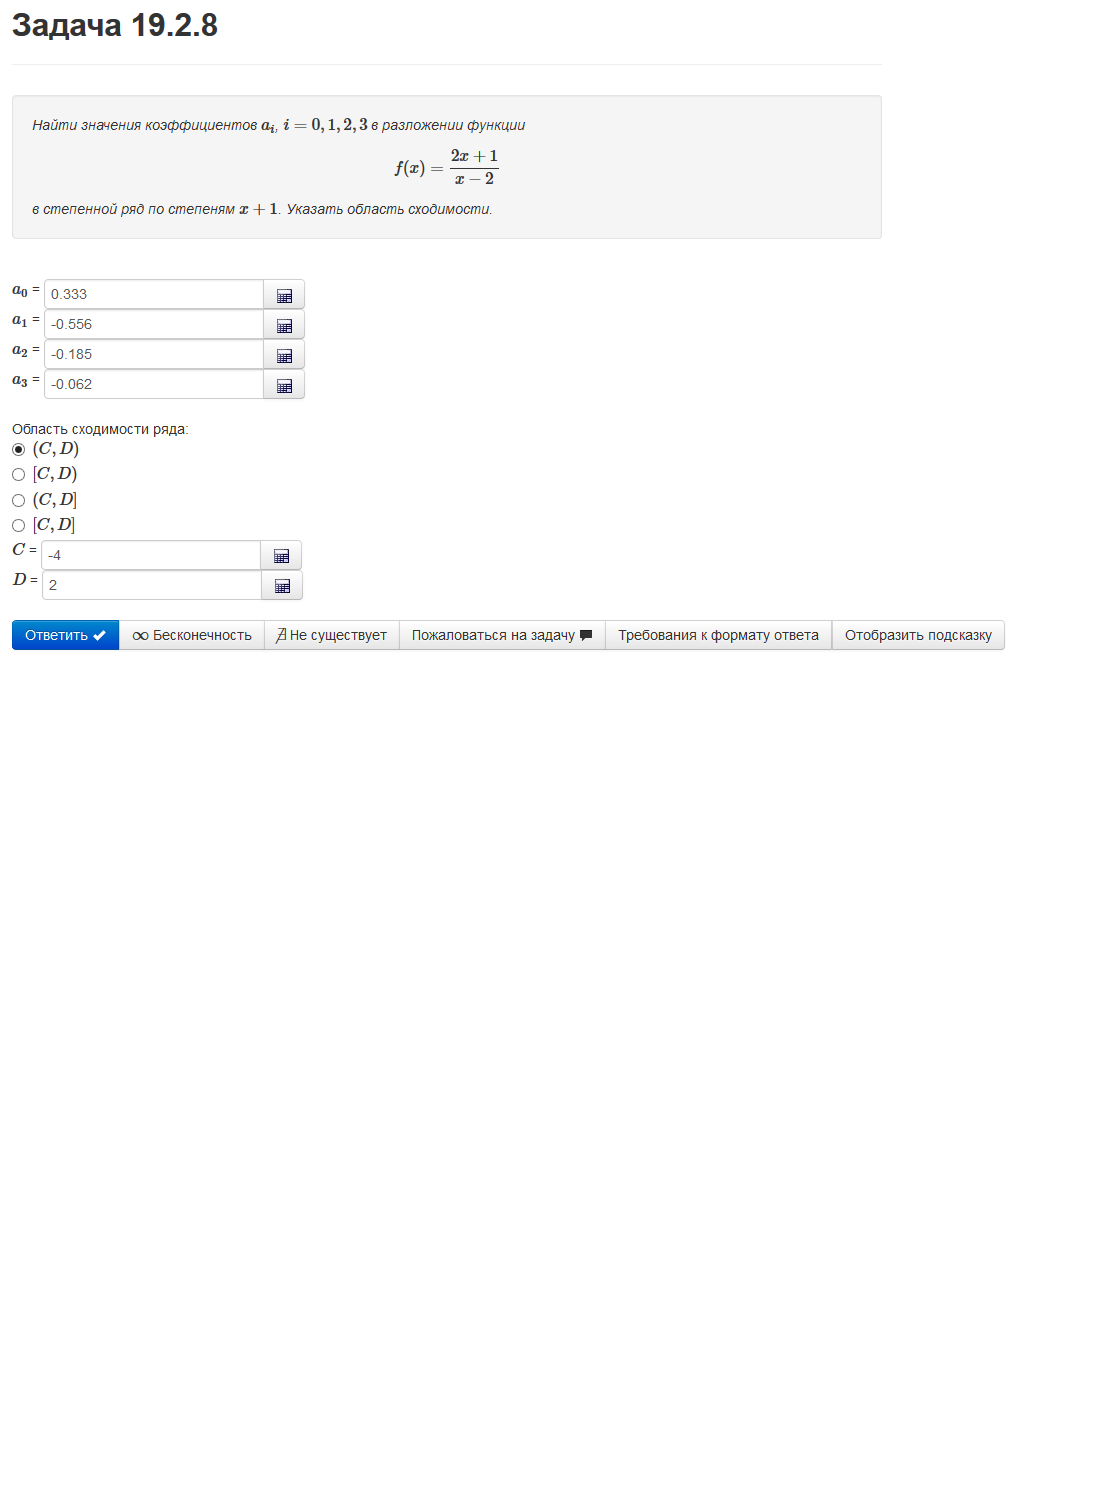 Задача 19.2.8
Найти значения коэффициентов a_i, i = 0, 1, 2, 3 в разложении функции
f(x) = \frac{2x + 1}{x − 2}
в степенной ряд по степеням x + 1. Указать область сходимости.
a_0 = 0.333
a_1 = -0.556
a_2 = -0.185
a_3 = -0.062
Область сходимости ряда:
(C, D)
[C, D)
(C, D]
[C, D]
C = -4
D = 2
Ответить ∞ Бесконечность ∄ Не существует Пожаловаться на задачу Требования к формату ответа Отобразить подсказку